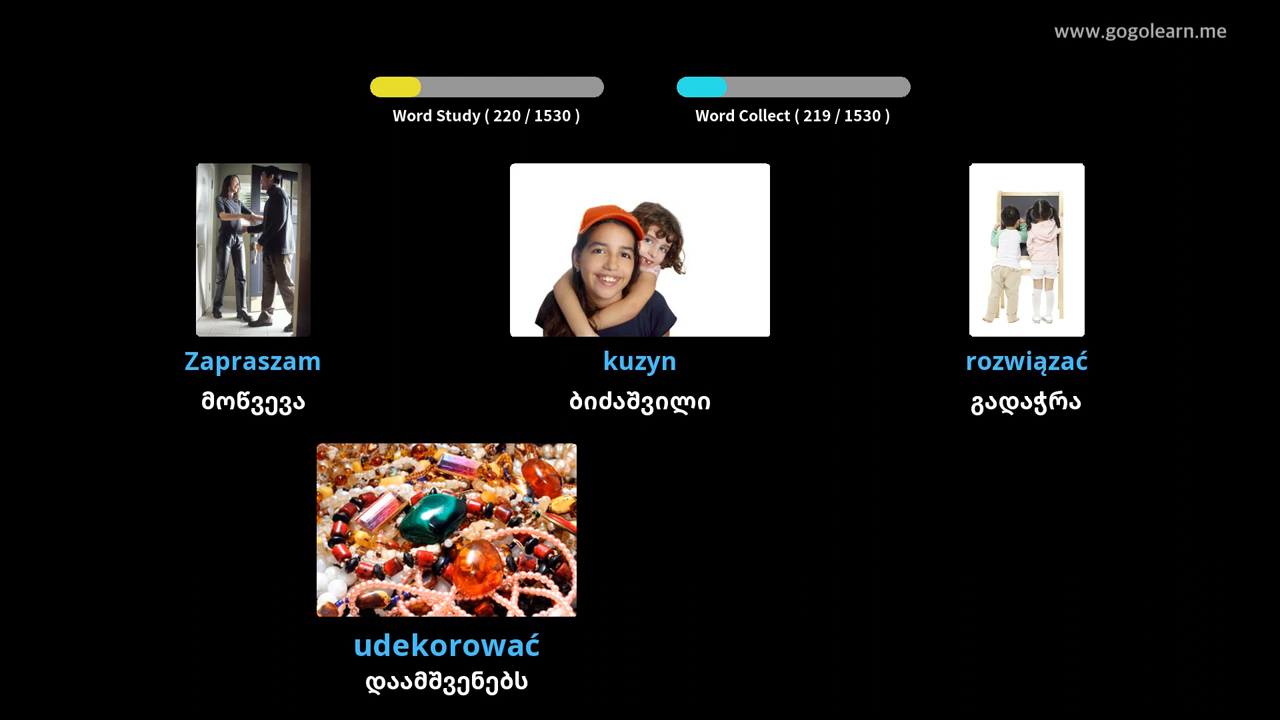 www.gogolearn.me
Word Study ( 220 / 1530 )
Word Collect ( 219 / 1530 )
Zapraszam
მოწვევა
kuzyn
ბიძაშვილი
rozwiązać
გადაჭრა
udekorować
დაამშვენებს